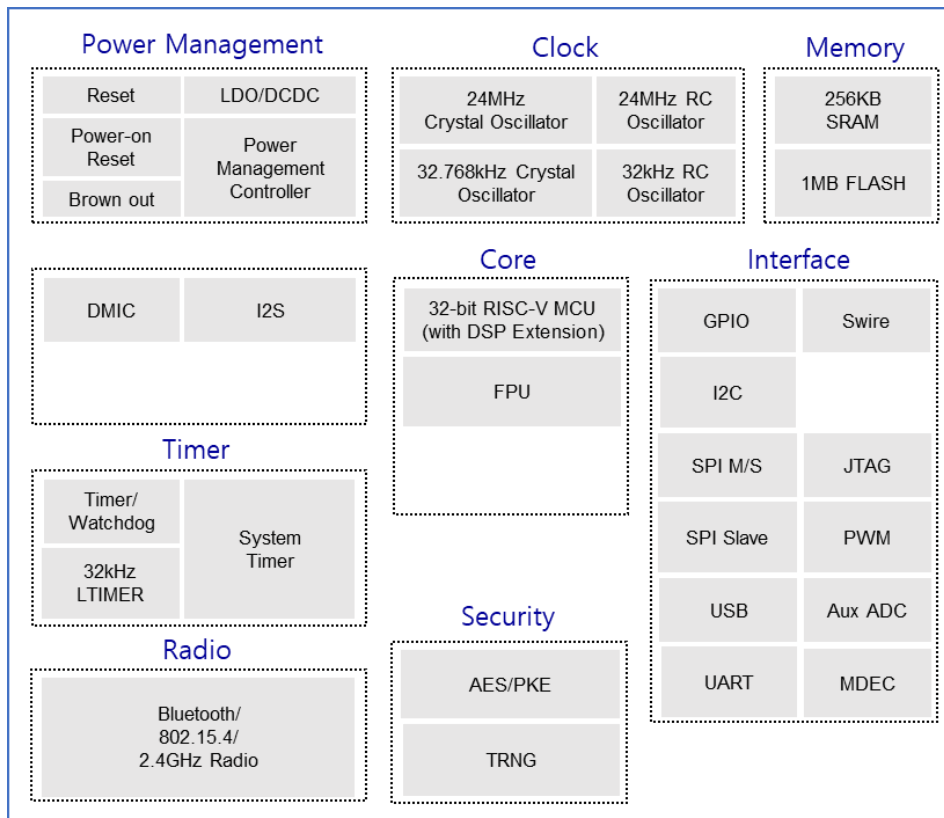 Power Management
Reset
LDO/DCDC
Power-on
Reset
Power
Management
Controller
Brown out
Clock
24MHz
Crystal Oscillator
24MHz RC
Oscillator
32.768kHz Crystal
Oscillator
32kHz RC
Oscillator
Memory
256KB
SRAM
1MB FLASH
DMIC
I2S
Core
32-bit RISC-V MCU
(with DSP Extension)
FPU
Interface
GPIO
Swire
I2C
SPI M/S
JTAG
SPI Slave
PWM
USB
Aux ADC
UART
MDEC
Timer
Timer/
Watchdog
System
Timer
32kHz
LTIMER
Radio
Bluetooth/
802.15.4/
2.4GHz Radio
Security
AES/PKE
TRNG